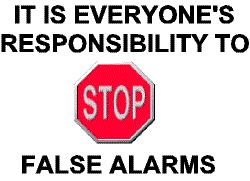 IT IS EVERYONE'S
RESPONSIBILITY TO
STOP
FALSE ALARMS